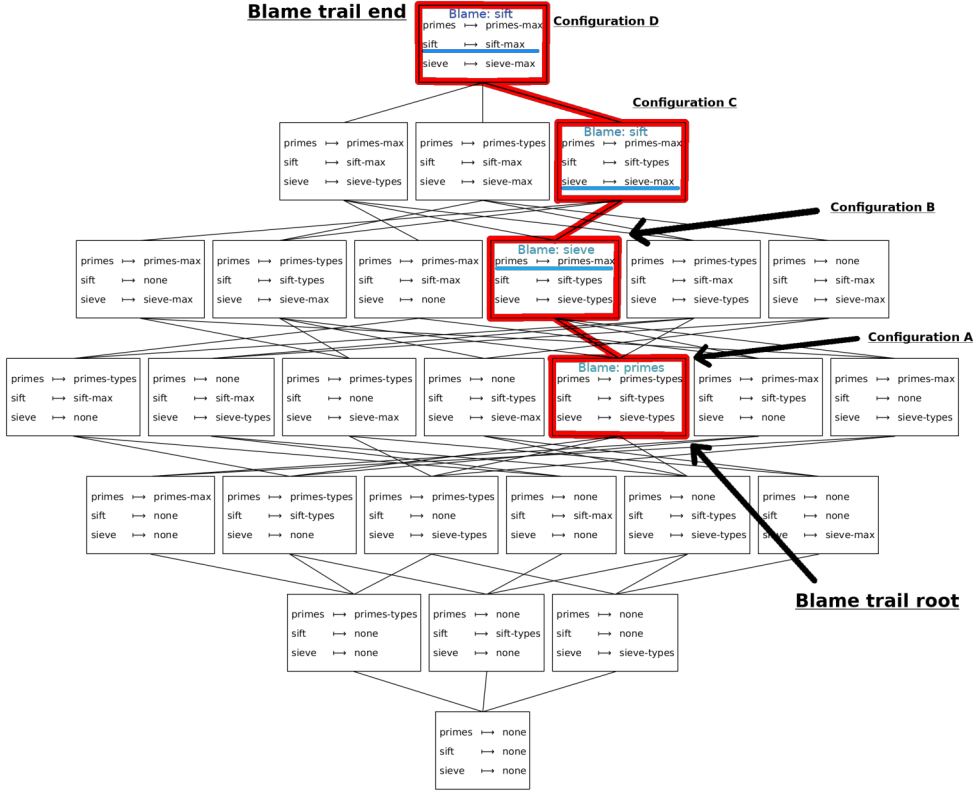 Blame trail end
Blame: sift
Configuration D
primes ↦ primes-max
sift ↦ sift-max
sieve ↦ sieve-max
Configuration C
primes ↦ primes-max
sift ↦ sift-max
sieve ↦ sieve-types
primes ↦ primes-types
sift ↦ sift-max
sieve ↦ sieve-max
Blame: sift
primes ↦ primes-max
sift ↦ sift-types
sieve ↦ sieve-max
Configuration B
primes ↦ primes-max
sift ↦ none
sieve ↦ sieve-max
primes ↦ primes-types
sift ↦ sift-types
sieve ↦ sieve-max
primes ↦ primes-max
sift ↦ sift-max
sieve ↦ none
Blame: sieve
primes ↦ primes-max
sift ↦ sift-types
sieve ↦ sieve-types
primes ↦ primes-types
sift ↦ sift-max
sieve ↦ sieve-types
primes ↦ none
sift ↦ sift-max
sieve ↦ sieve-max
Configuration A
primes ↦ primes-types
sift ↦ sift-max
sieve ↦ none
primes ↦ none
sift ↦ sift-max
sieve ↦ sieve-types
primes ↦ primes-types
sift ↦ none
sieve ↦ sieve-max
primes ↦ none
sift ↦ sift-types
sieve ↦ sieve-max
Blame: primes
primes ↦ primes-types
sift ↦ sift-types
sieve ↦ sieve-types
primes ↦ primes-max
sift ↦ sift-types
sieve ↦ none
primes ↦ primes-max
sift ↦ none
sieve ↦ sieve-types
primes ↦ primes-max
sift ↦ none
sieve ↦ none
primes ↦ primes-types
sift ↦ sift-types
sieve ↦ none
primes ↦ primes-types
sift ↦ none
sieve ↦ sieve-types
primes ↦ none
sift ↦ sift-max
sieve ↦ none
primes ↦ none
sift ↦ sift-types
sieve ↦ sieve-types
primes ↦ none
sift ↦ none
sieve ↦ sieve-max
Blame trail root
primes ↦ primes-types
sift ↦ none
sieve ↦ none
primes ↦ none
sift ↦ sift-types
sieve ↦ none
primes ↦ none
sift ↦ none
sieve ↦ sieve-types
primes ↦ none
sift ↦ none
sieve ↦ none